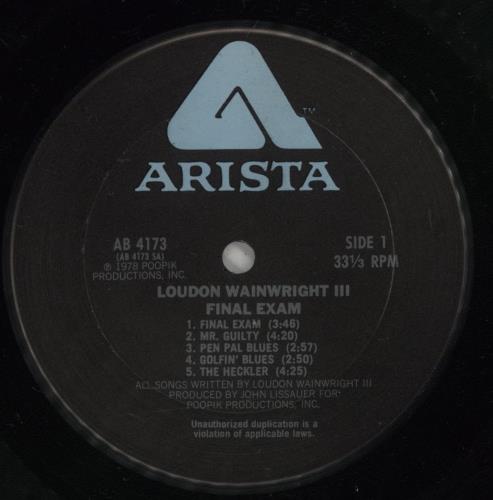 ™
ARISTA
AB 4173
(AB 4173 SA)
℗ 1978 POOPIK
PRODUCTIONS, INC.
SIDE 1
33⅓ RPM
LOUDON WAINWRIGHT III
FINAL EXAM
1. FINAL EXAM (3:46)
2. MR. GUILTY (4:20)
3. PEN PAL BLUES (2:57)
4. GOLFIN' BLUES (2:50)
5. THE HECKLER (4:25)
ALL SONGS WRITTEN BY LOUDON WAINWRIGHT III
PRODUCED BY JOHN LISSAUER FOR
POOPIK PRODUCTIONS, INC.
Unauthorized duplication is a
violation of applicable laws.